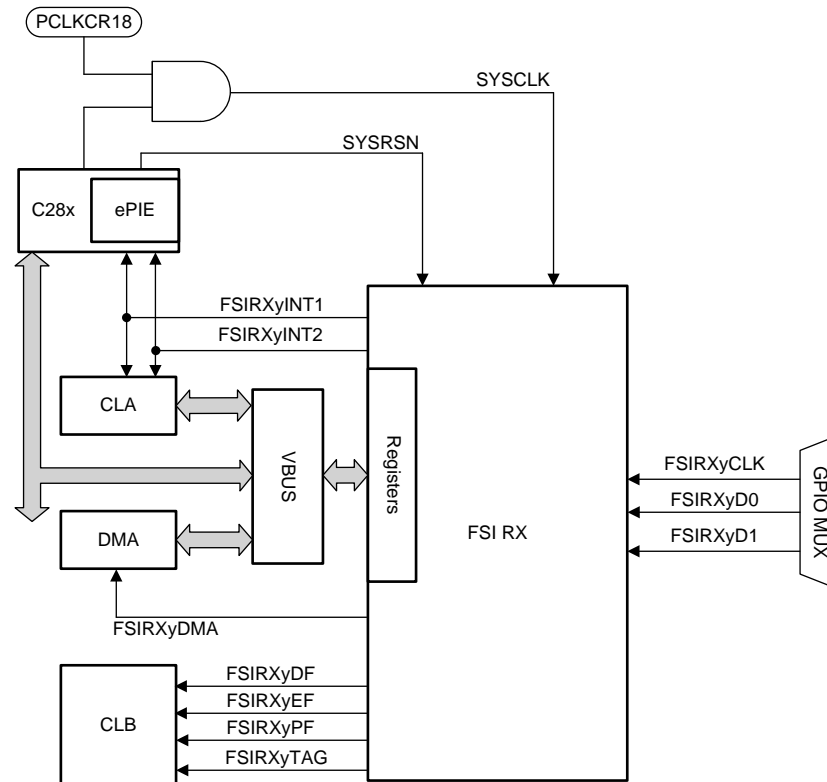 PCLKCR18
SYSCLK
SYSRSN
C28x
ePIE
FSIRXyINT1
FSIRXyINT2
CLA
VBUS
Registers
FSIRXyCLK
FSIRXyD0
FSIRXyD1
GPIO MUX
FSI RX
DMA
FSIRXyDMA
FSIRXyDF
FSIRXyEF
FSIRXyPF
FSIRXyTAG
CLB